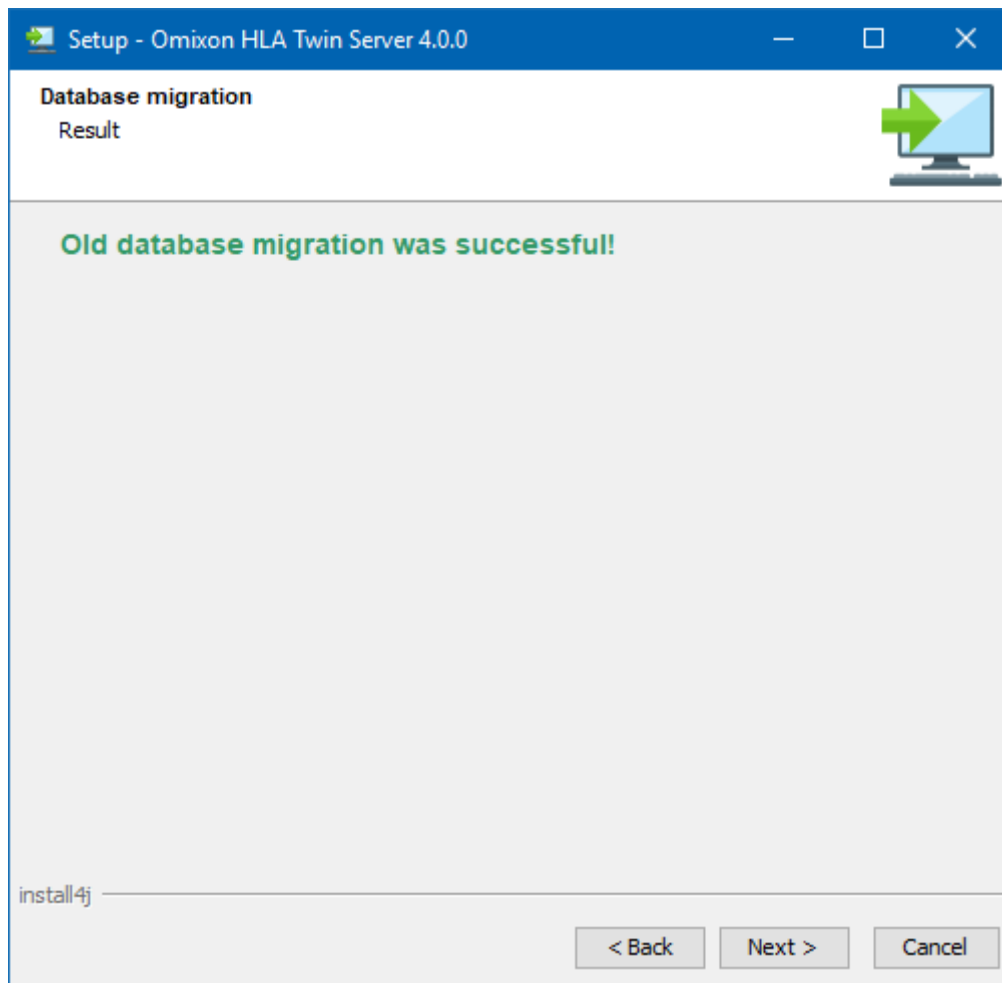 Setup - Omixon HLA Twin Server 4.0.0
Database migration
Result
Old database migration was successful!
install4j
< Back Next > Cancel